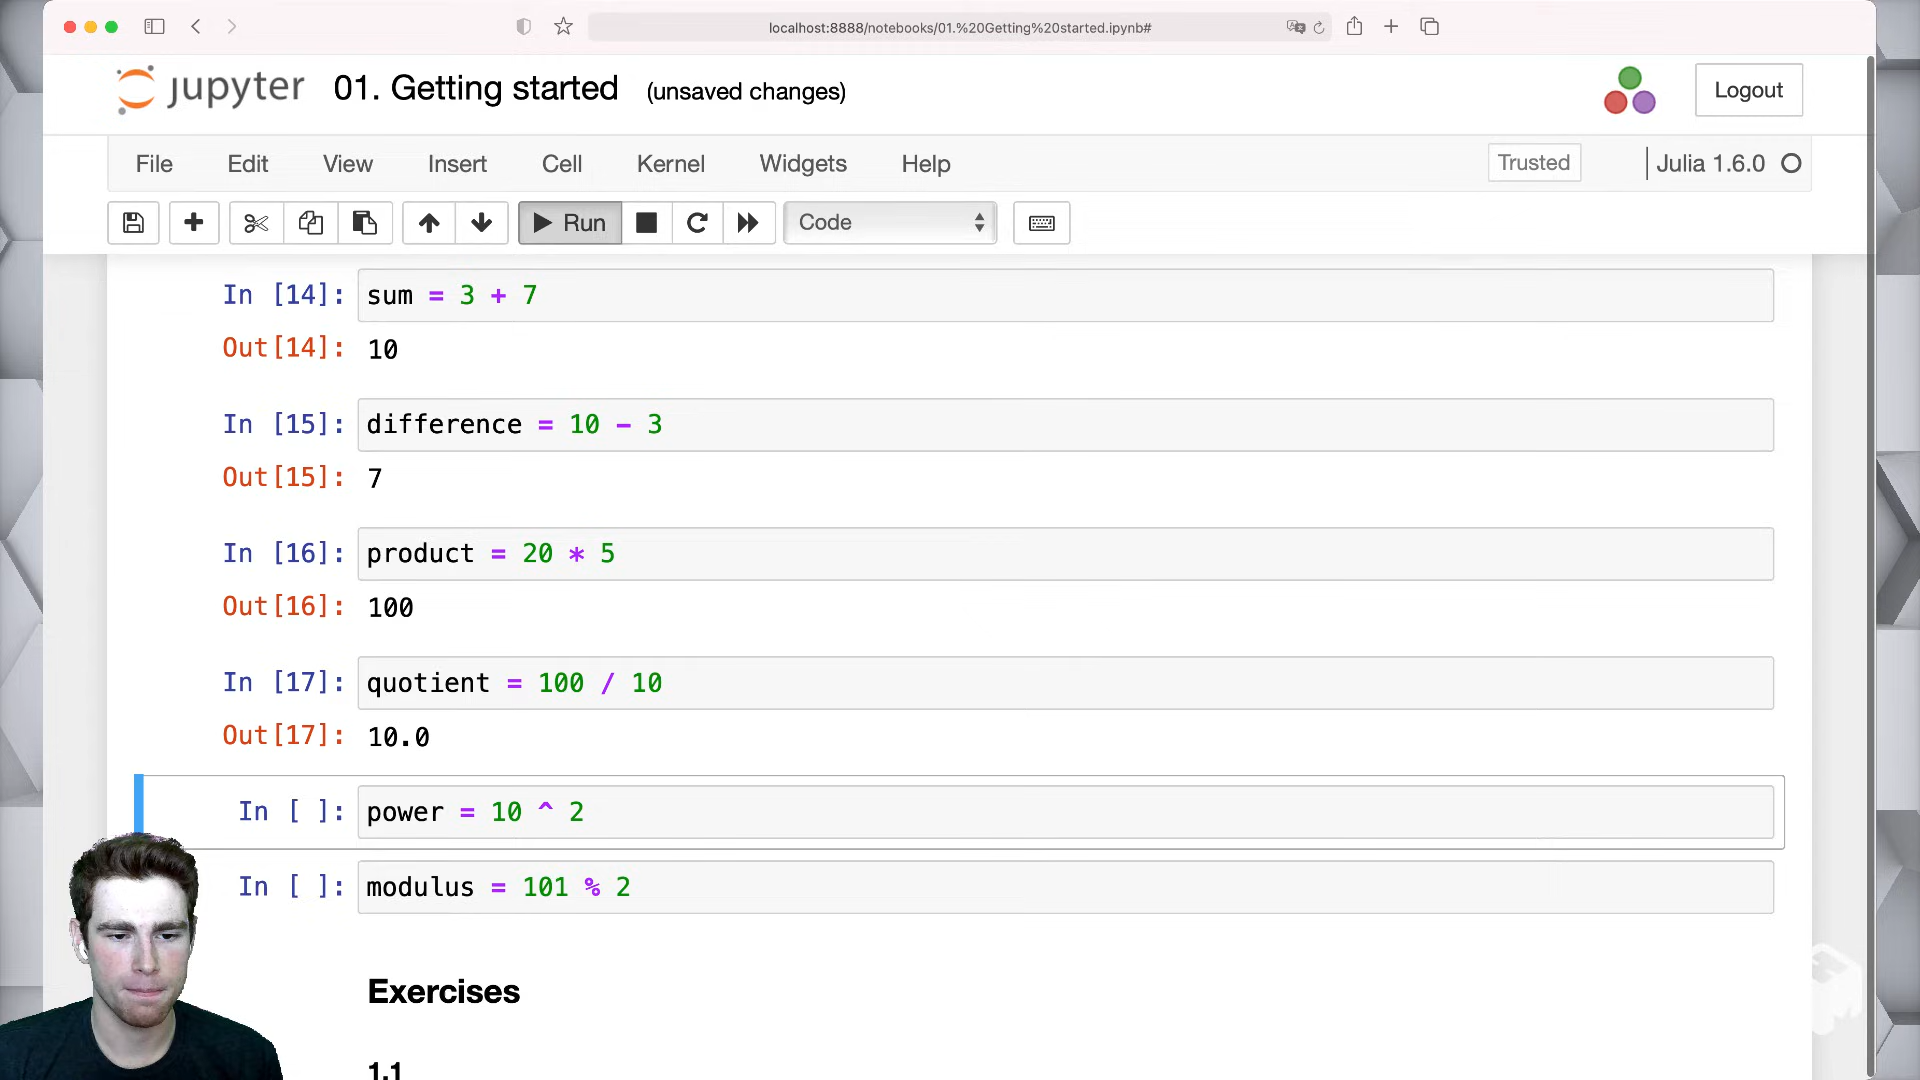 localhost:8888/notebooks/01.%20Getting%20started.ipynb#
jupyter 01. Getting started (unsaved changes) Logout
File Edit View Insert Cell Kernel Widgets Help Trusted Julia 1.6.0
Run Code
In [14]: sum = 3 + 7
Out[14]: 10
In [15]: difference = 10 - 3
Out[15]: 7
In [16]: product = 20 * 5
Out[16]: 100
In [17]: quotient = 100 / 10
Out[17]: 10.0
In [ ]: power = 10 ^ 2
In [ ]: modulus = 101 % 2
Exercises
1.1